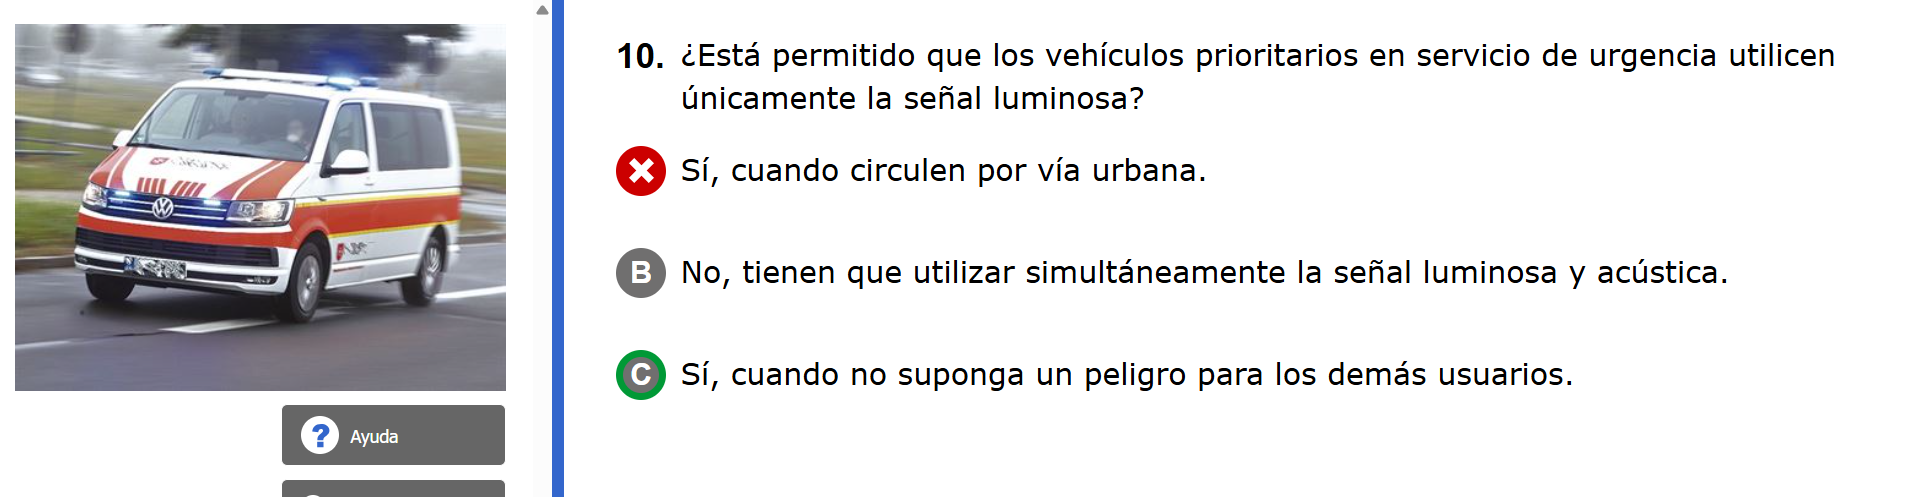 10. ¿Está permitido que los vehículos prioritarios en servicio de urgencia utilicen
únicamente la señal luminosa?
Sí, cuando circulen por vía urbana.
B No, tienen que utilizar simultáneamente la señal luminosa y acústica.
C Sí, cuando no suponga un peligro para los demás usuarios.
? Ayuda